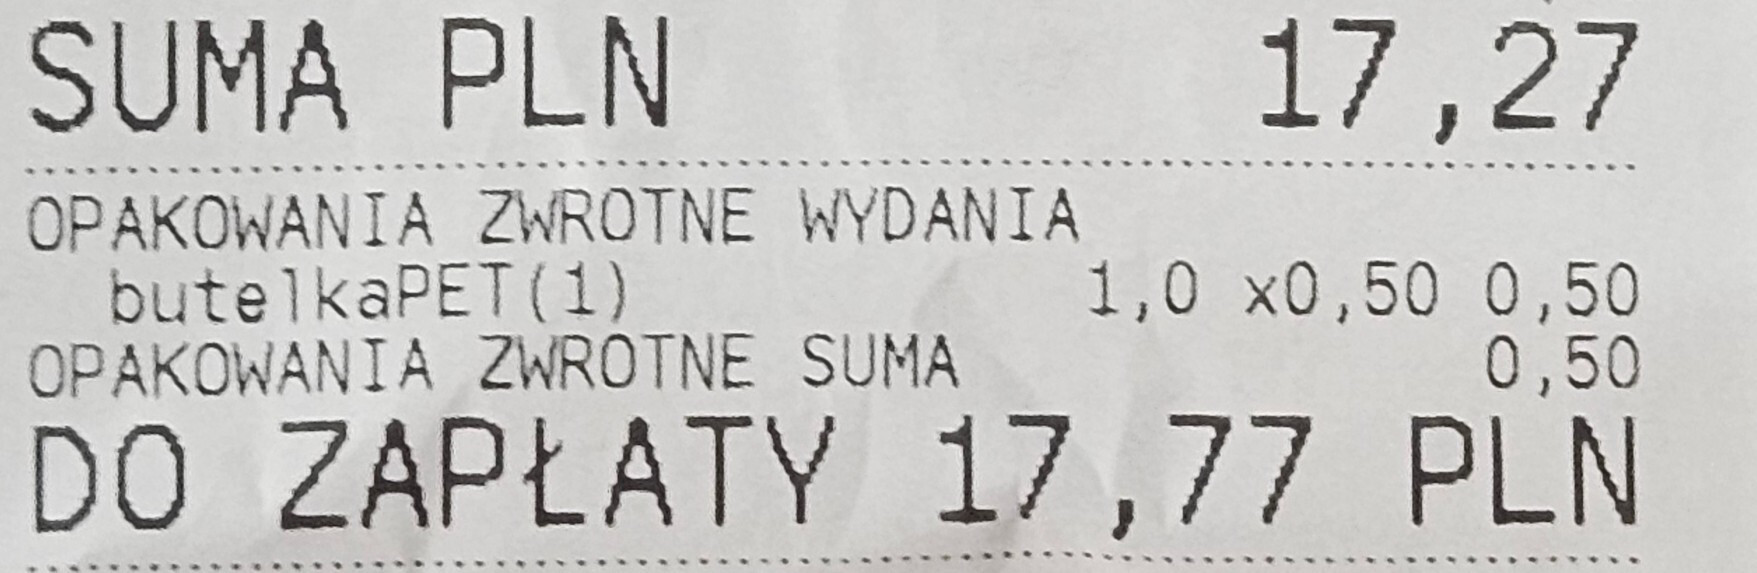 SUMA PLN 17,27
OPAKOWANIA ZWROTNE WYDANIA
butelkaPET(1) 1,0 x0,50 0,50
OPAKOWANIA ZWROTNE SUMA 0,50
DO ZAPŁATY 17,77 PLN